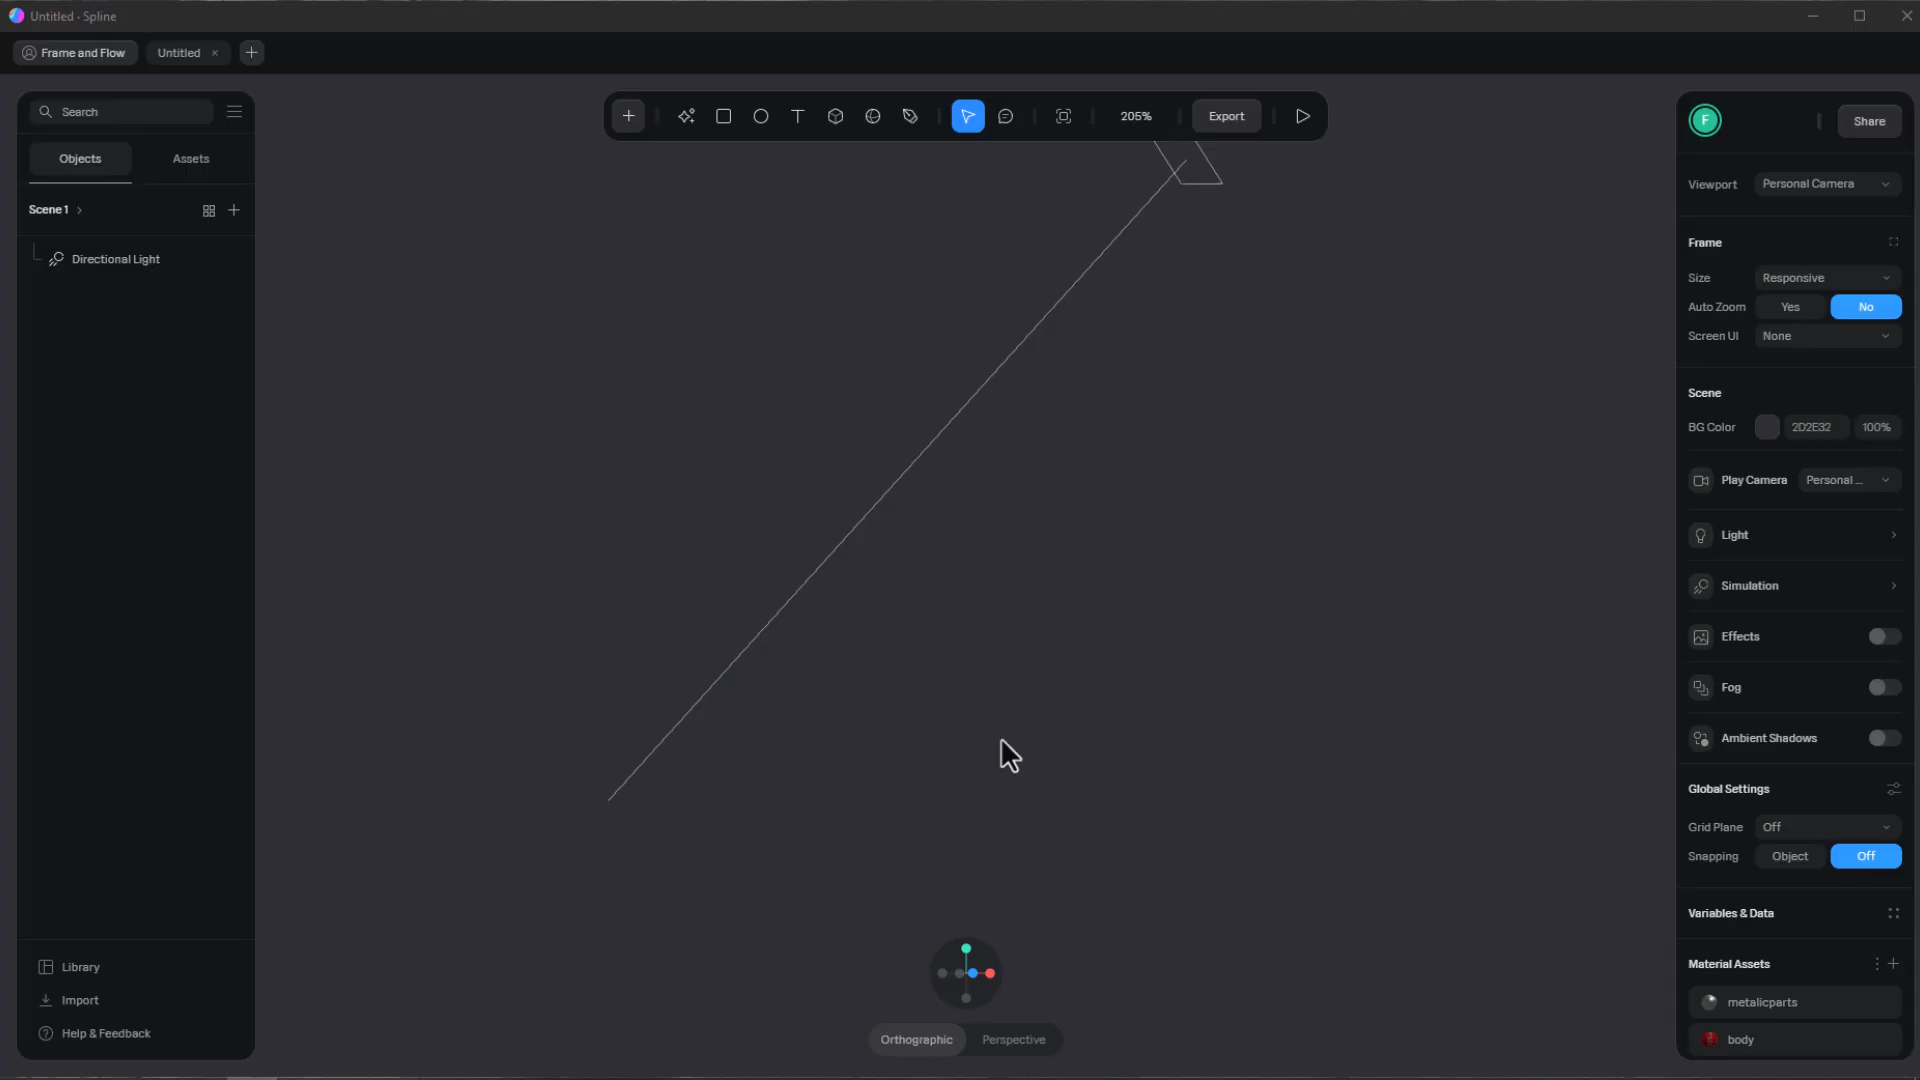 Untitled - Spline
Frame and Flow
Untitled
Search
Objects
Assets
Scene 1
Directional Light
Library
Import
Help & Feedback
205%
Export
Orthographic
Perspective
F
Share
Viewport
Personal Camera
Frame
Size
Responsive
Auto Zoom
Yes
No
Screen UI
None
Scene
BG Color
2D2E32
100%
Play Camera
Personal ...
Light
Simulation
Effects
Fog
Ambient Shadows
Global Settings
Grid Plane
Off
Snapping
Object
Off
Variables & Data
Material Assets
metalicparts
body